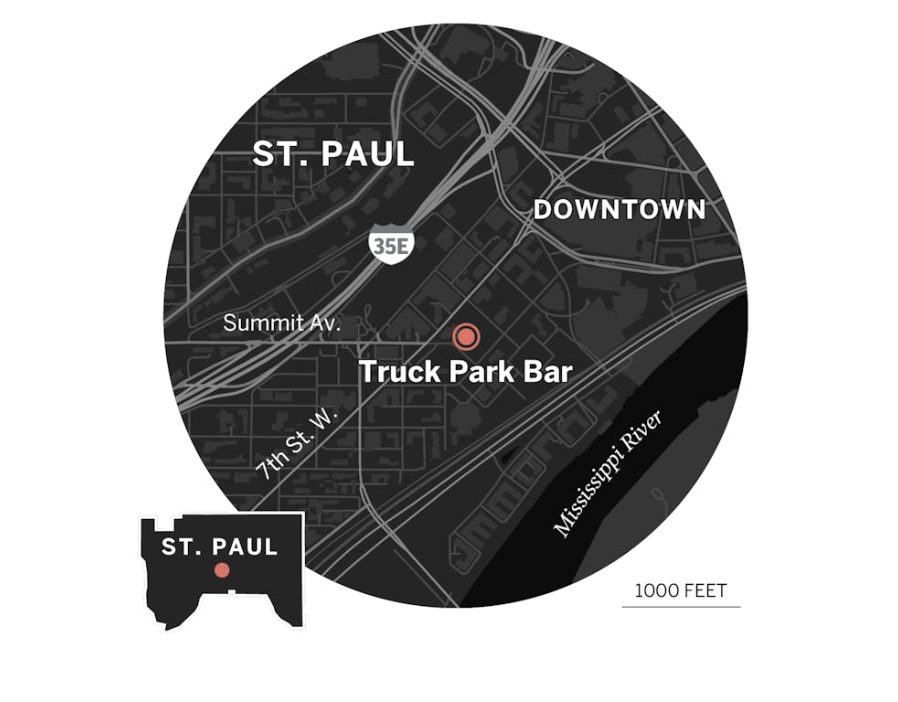 ST. PAUL
DOWNTOWN
35E
Summit Av.
Truck Park Bar
7th St. W.
Mississippi River
ST. PAUL
1000 FEET